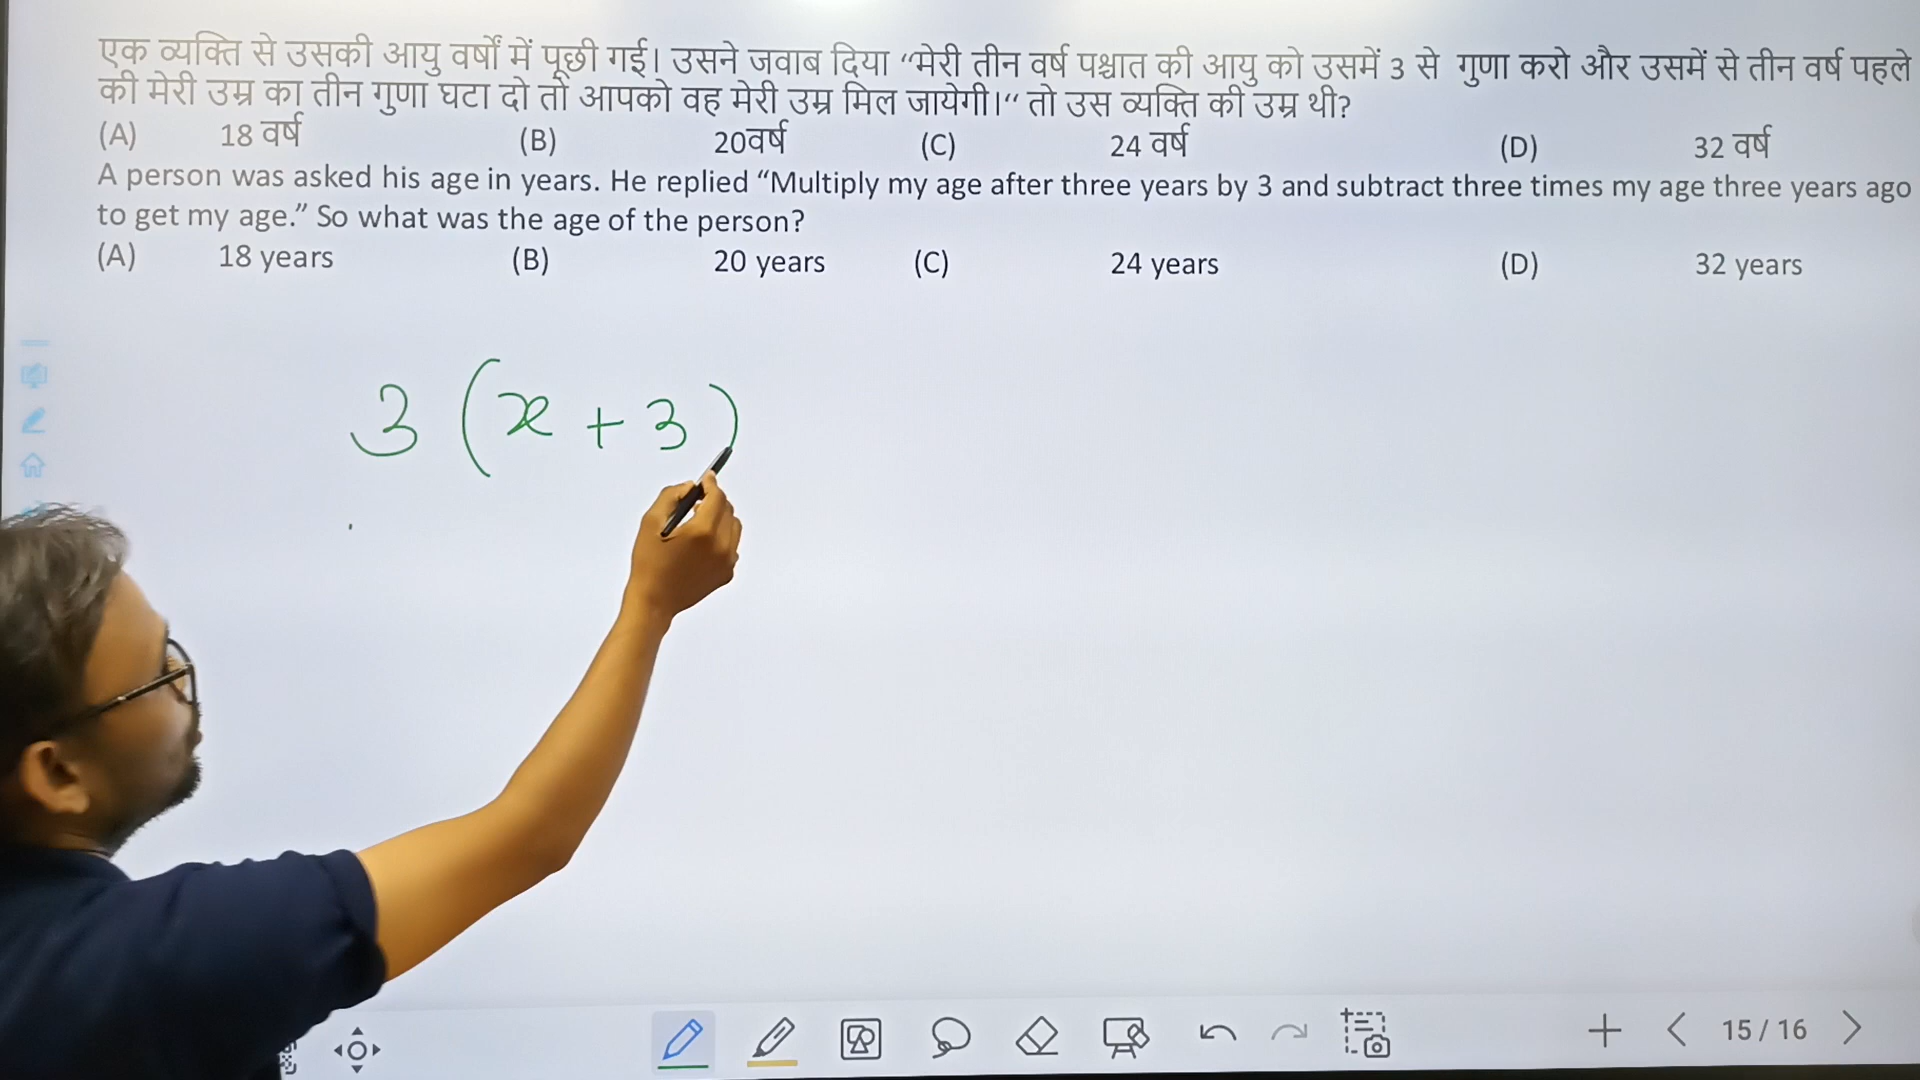 एक व्यक्ति से उसकी आयु वर्षों में पूछी गई। उसने जवाब दिया “मेरी तीन वर्ष पश्चात की आयु को उसमें 3 से गुणा करो और उसमें से तीन वर्ष पहले
की मेरी उम्र का तीन गुणा घटा दो तो आपको वह मेरी उम्र मिल जायेगी।“ तो उस व्यक्ति की उम्र थी?
(A) 18 वर्ष (B) 20वर्ष (C) 24 वर्ष (D) 32 वर्ष
A person was asked his age in years. He replied “Multiply my age after three years by 3 and subtract three times my age three years ago
to get my age.” So what was the age of the person?
(A) 18 years (B) 20 years (C) 24 years (D) 32 years
3 (x + 3)
15 / 16